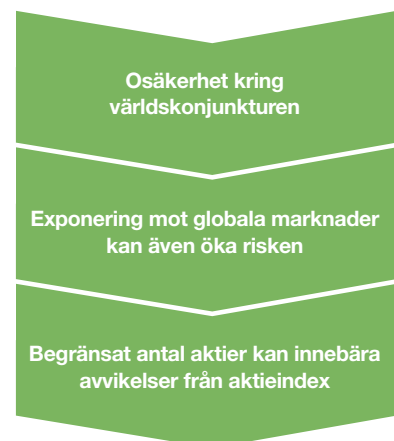 Osäkerhet kring
världskonjunkturen
Exponering mot globala marknader
kan även öka risken
Begränsat antal aktier kan innebära
avvikelser från aktieindex